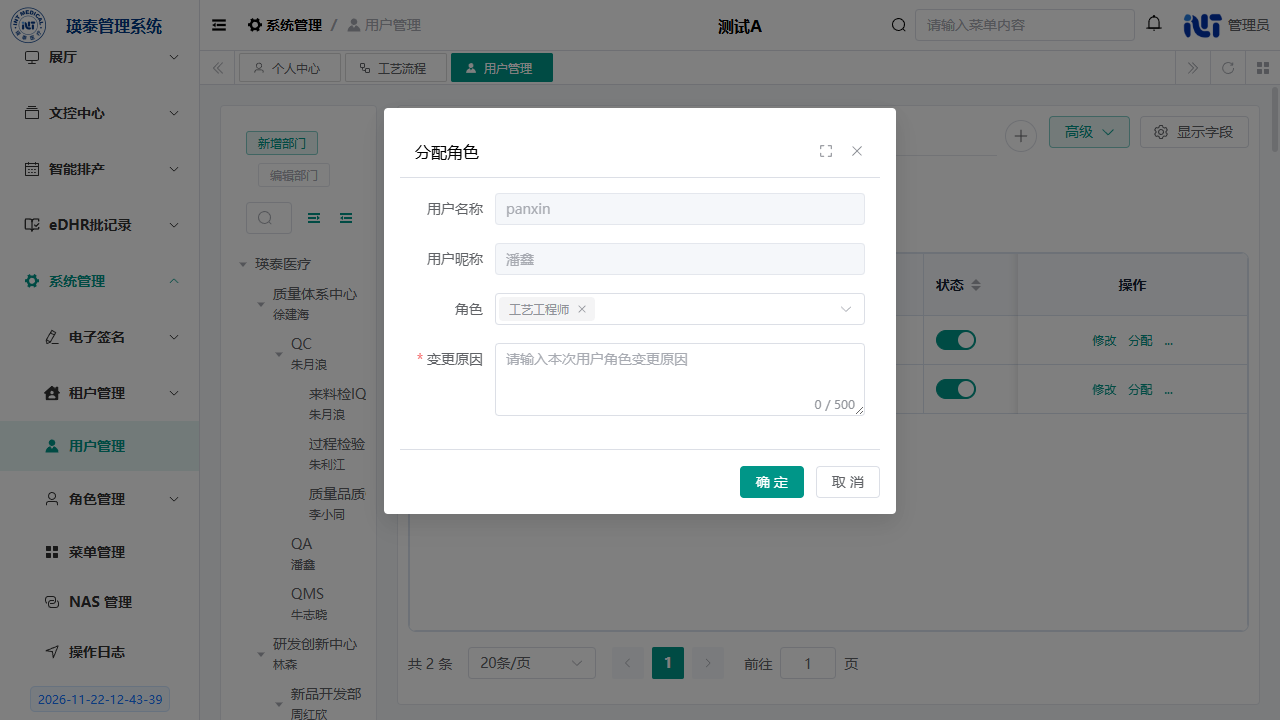 瑛泰管理系统
系统管理 / 用户管理
测试A
请输入菜单内容
管理员
展厅
文控中心
智能排产
eDHR批记录
系统管理
电子签名
租户管理
用户管理
角色管理
菜单管理
NAS 管理
操作日志
2026-11-22-12-43-39
个人中心
工艺流程
用户管理
新增部门
编辑部门
瑛泰医疗
质量体系中心
徐建海
QC
朱月浪
来料检IQ
朱月浪
过程检验
朱利江
质量品质
李小同
QA
潘鑫
QMS
牛志晓
研发创新中心
林森
新品开发部
周红欣
高级
显示字段
状态
操作
修改 分配 ...
修改 分配 ...
分配角色
用户名称
panxin
用户昵称
潘鑫
角色
工艺工程师
* 变更原因
请输入本次用户角色变更原因
0 / 500
确 定
取 消
共 2 条
20条/页
1
前往 1 页